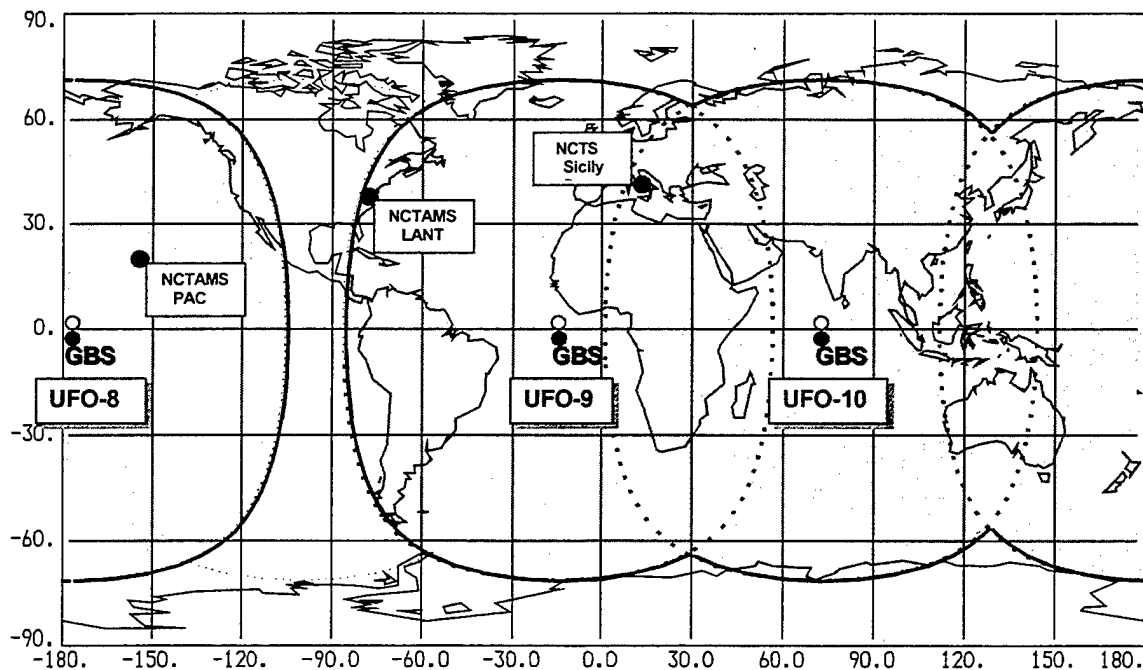 90.
60.
30.
0.
-30.
-60.
-90.
NCTS
Sicily
NCTAMS
LANT
NCTAMS
PAC
GBS
GBS
GBS
UFO-8
UFO-9
UFO-10
-180. -150. -120. -90.0 -60.0 -30.0 0.0 30.0 60.0 90.0 120. 150. 180.